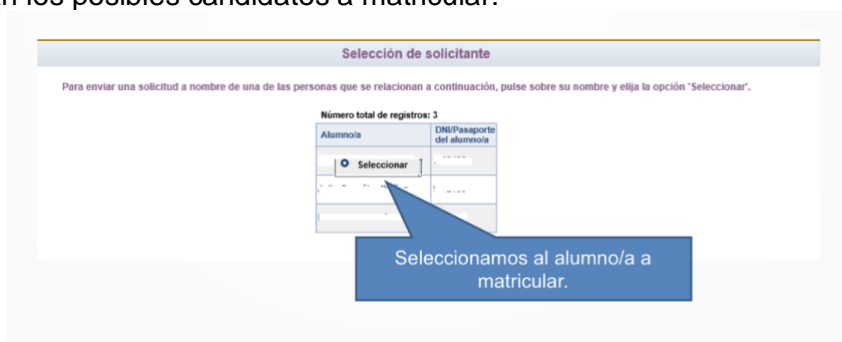 los posibles candidatos a matricular.
Selección de solicitante
Para enviar una solicitud a nombre de una de las personas que se relacionan a continuación, pulse sobre su nombre y elija la opción 'Seleccionar'.
Número total de registros: 3
Alumno/a
DNI/Pasaporte
del alumno/a
Seleccionar
Seleccionamos al alumno/a a
matricular.